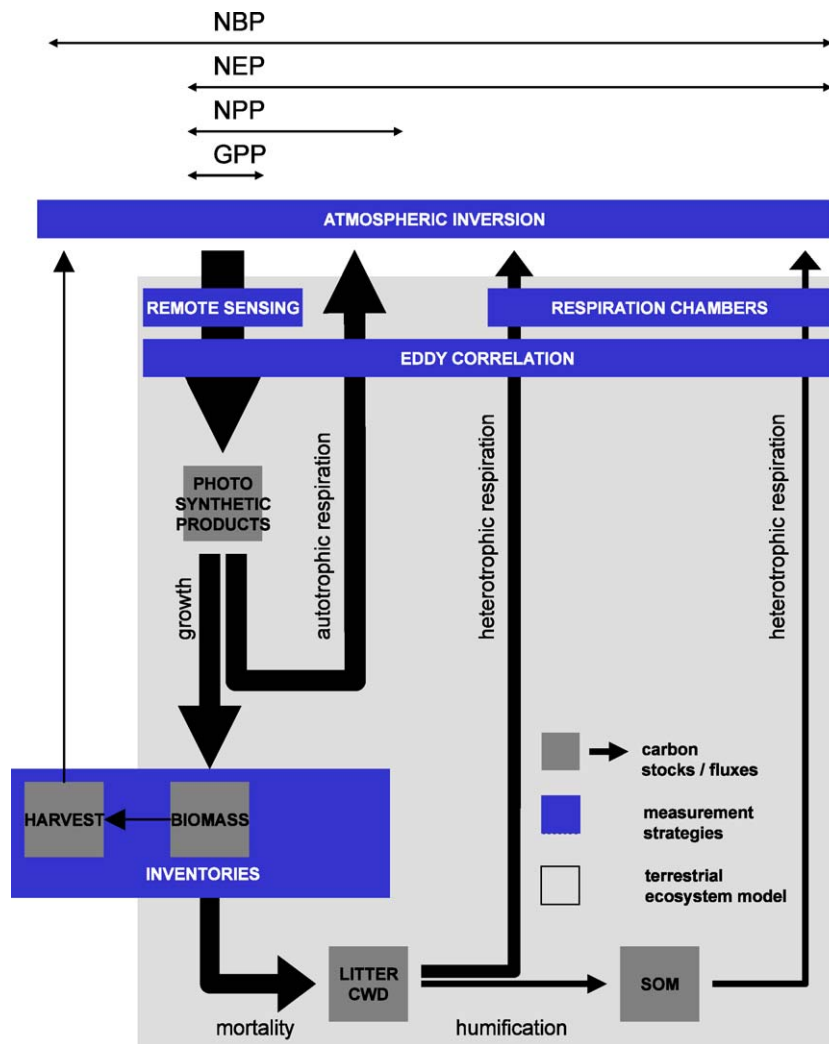 NBP
NEP
NPP
GPP
ATMOSPHERIC INVERSION
REMOTE SENSING
RESPIRATION CHAMBERS
EDDY CORRELATION
PHOTO
SYNTHETIC
PRODUCTS
growth
autotrophic respiration
heterotrophic respiration
heterotrophic respiration
carbon
stocks / fluxes
measurement
strategies
terrestrial
ecosystem model
HARVEST
BIOMASS
INVENTORIES
LITTER
CWD
SOM
mortality
humification